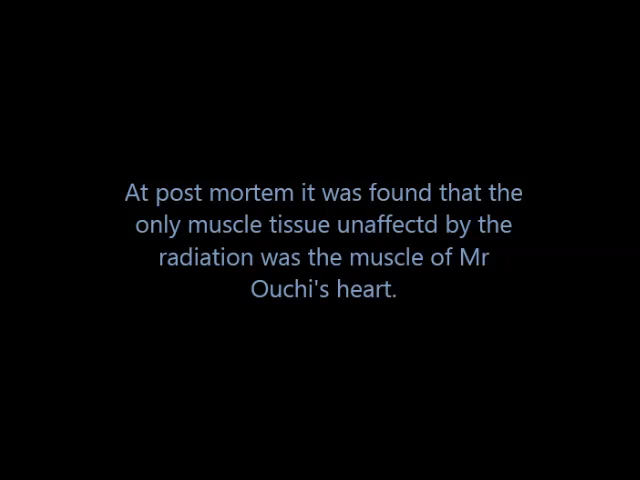 At post mortem it was found that the
only muscle tissue unaffectd by the
radiation was the muscle of Mr
Ouchi's heart.